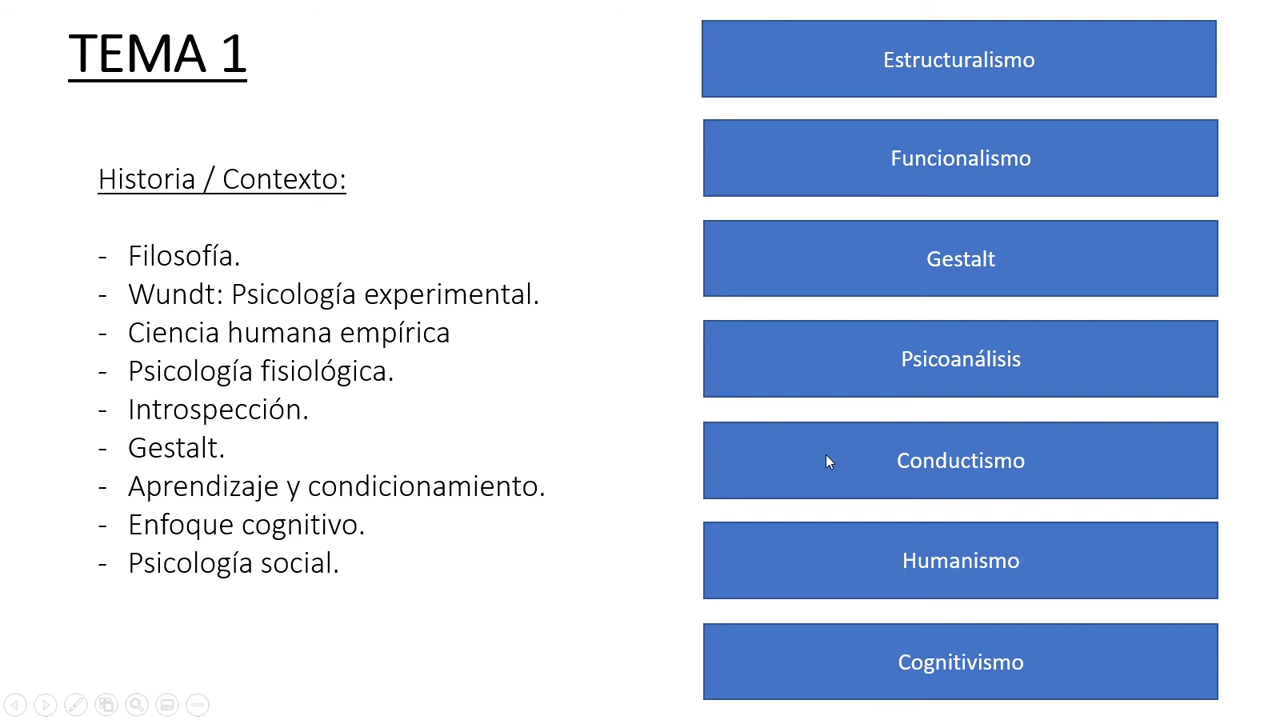 TEMA 1
Historia / Contexto:
- Filosofía.
- Wundt: Psicología experimental.
- Ciencia humana empírica
- Psicología fisiológica.
- Introspección.
- Gestalt.
- Aprendizaje y condicionamiento.
- Enfoque cognitivo.
- Psicología social.
Estructuralismo
Funcionalismo
Gestalt
Psicoanálisis
Conductismo
Humanismo
Cognitivismo